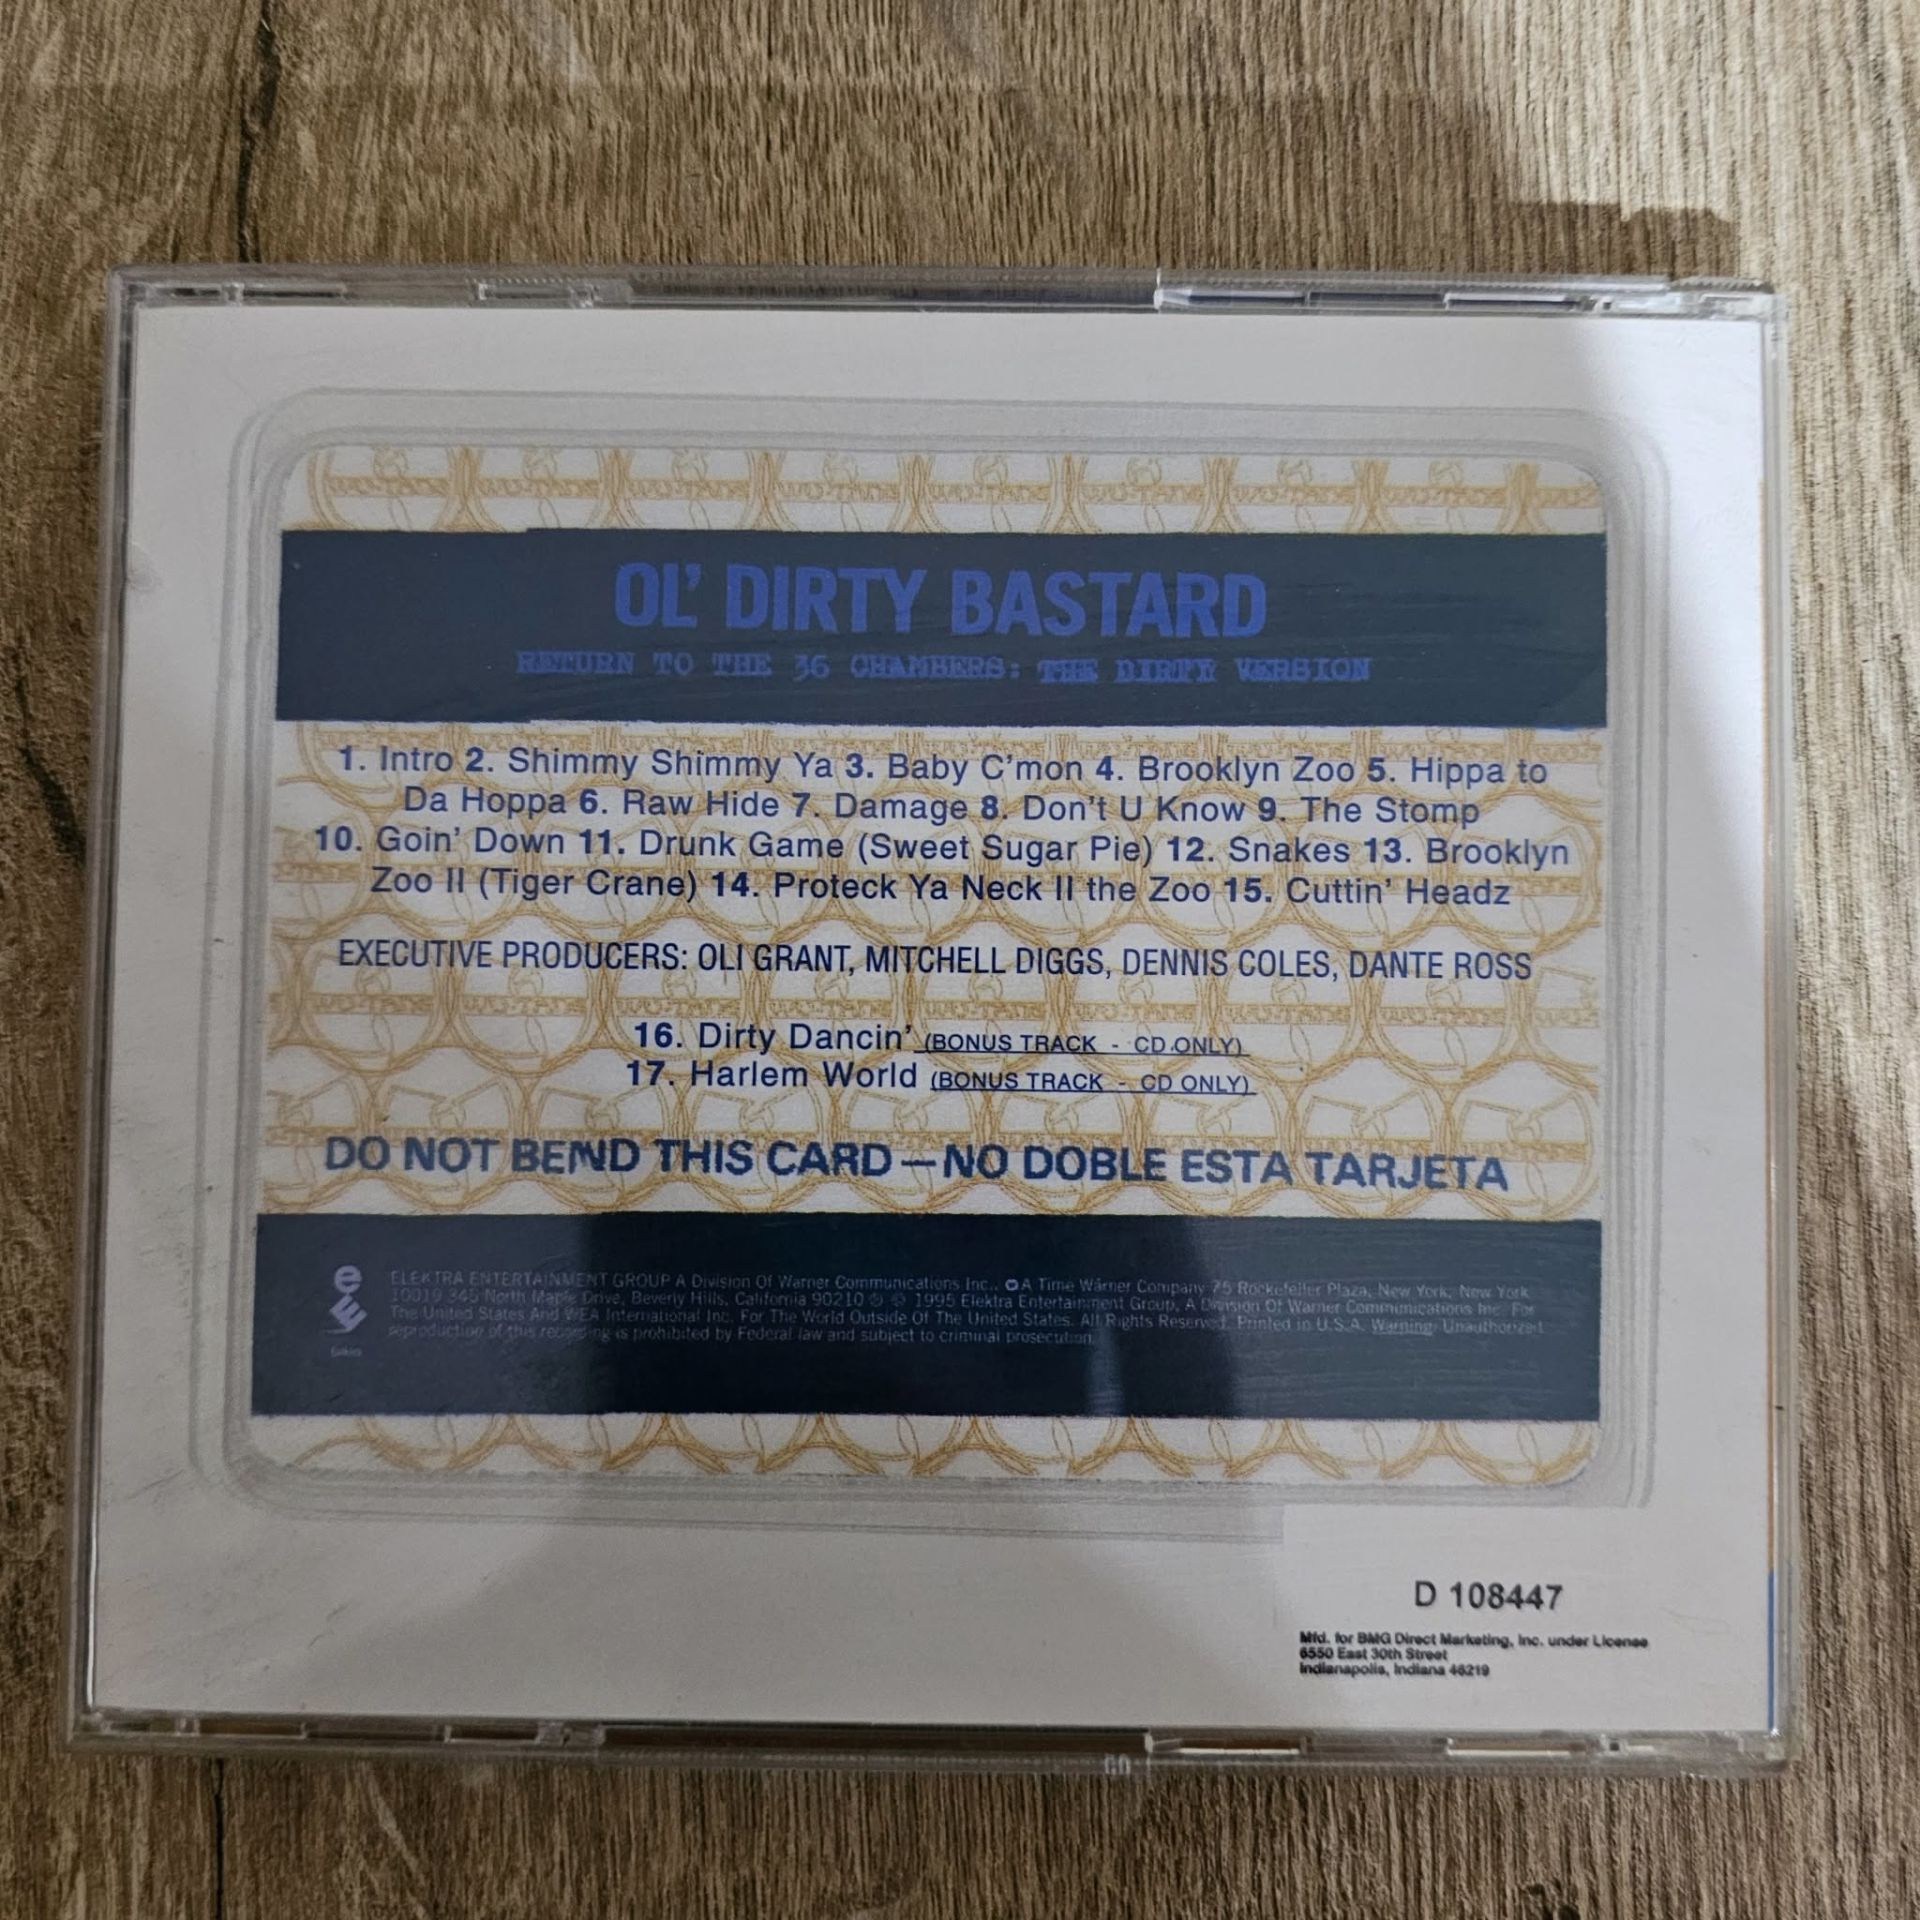 OL' DIRTY BASTARD
RETURN TO THE 36 CHAMBERS: THE DIRTY VERSION
1. Intro 2. Shimmy Shimmy Ya 3. Baby C'mon 4. Brooklyn Zoo 5. Hippa to
Da Hoppa 6. Raw Hide 7. Damage 8. Don't U Know 9. The Stomp
10. Goin' Down 11. Drunk Game (Sweet Sugar Pie) 12. Snakes 13. Brooklyn
Zoo II (Tiger Crane) 14. Proteck Ya Neck II the Zoo 15. Cuttin' Headz
EXECUTIVE PRODUCERS: OLI GRANT, MITCHELL DIGGS, DENNIS COLES, DANTE ROSS
16. Dirty Dancin' (BONUS TRACK - CD ONLY)
17. Harlem World (BONUS TRACK - CD ONLY)
DO NOT BEND THIS CARD — NO DOBLE ESTA TARJETA
ELEKTRA ENTERTAINMENT GROUP A Division Of Warner Communications Inc., A Time Warner Company 75 Rockefeller Plaza, New York, New York
10019 345 North Maple Drive, Beverly Hills, California 90210 ℗ © 1995 Elektra Entertainment Group, A Division Of Warner Communications Inc. For
The United States And WEA International Inc. For The World Outside Of The United States. All Rights Reserved. Printed in U.S.A. Warning: Unauthorized
reproduction of this recording is prohibited by Federal law and subject to criminal prosecution.
D 108447
Mfd. for BMG Direct Marketing, Inc. under License
6550 East 30th Street
Indianapolis, Indiana 46219